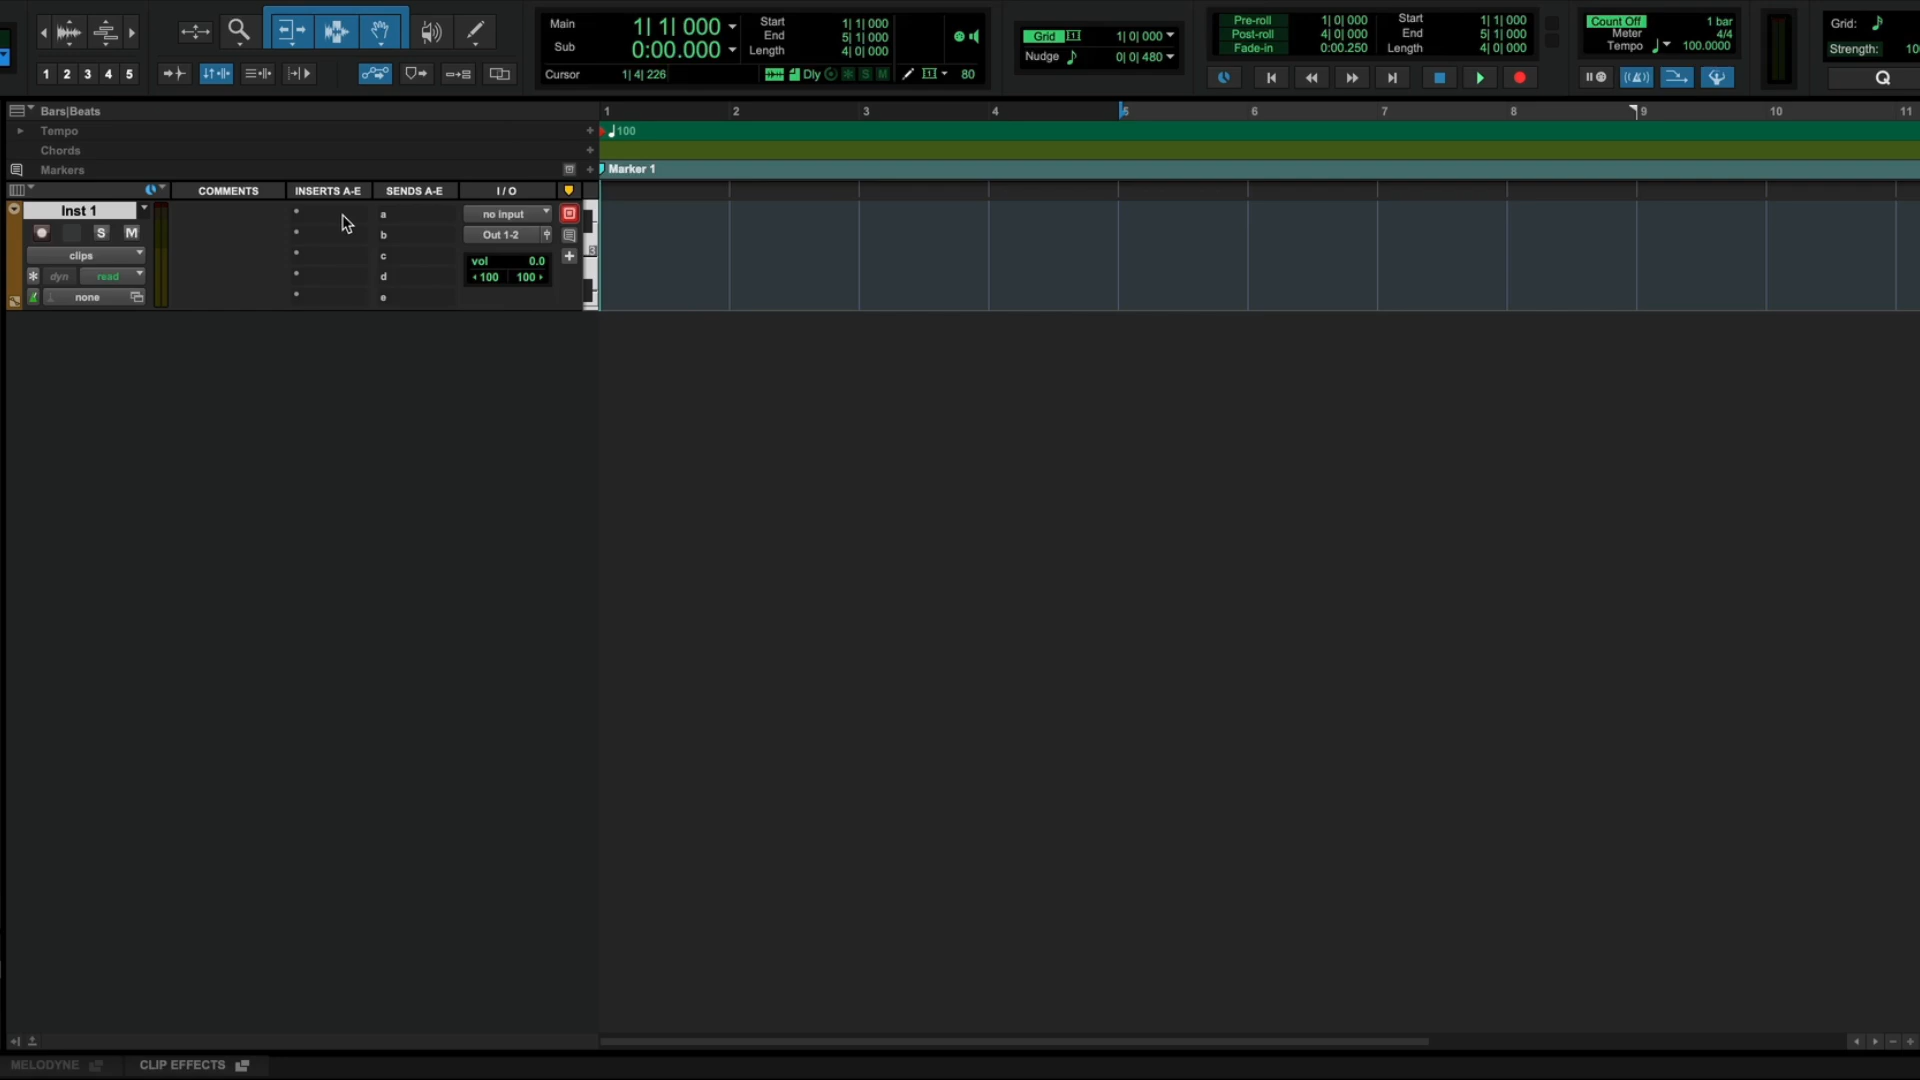 Main 1| 1| 000
Sub 0:00.000
Start 1| 1| 000
End 5| 1| 000
Length 4| 0| 000
Cursor 1| 4| 226
Dly S M 80
Grid 1| 0| 000
Nudge 0| 0| 480
Pre-roll 1| 0| 000
Post-roll 4| 0| 000
Fade-in 0:00.250
Start 1| 1| 000
End 5| 1| 000
Length 4| 0| 000
Count Off 1 bar
Meter 4/4
Tempo 100.0000
Grid:
Strength: 10
1 2 3 4 5
Q
Bars|Beats
1 2 3 4 5 6 7 8 9 10 11
Tempo
100
Chords
Markers
Marker 1
COMMENTS INSERTS A-E SENDS A-E I / O
Inst 1
a
no input
S M
b
Out 1-2
clips
c
vol 0.0
dyn read
d
100 100
none
e
3
MELODYNE CLIP EFFECTS